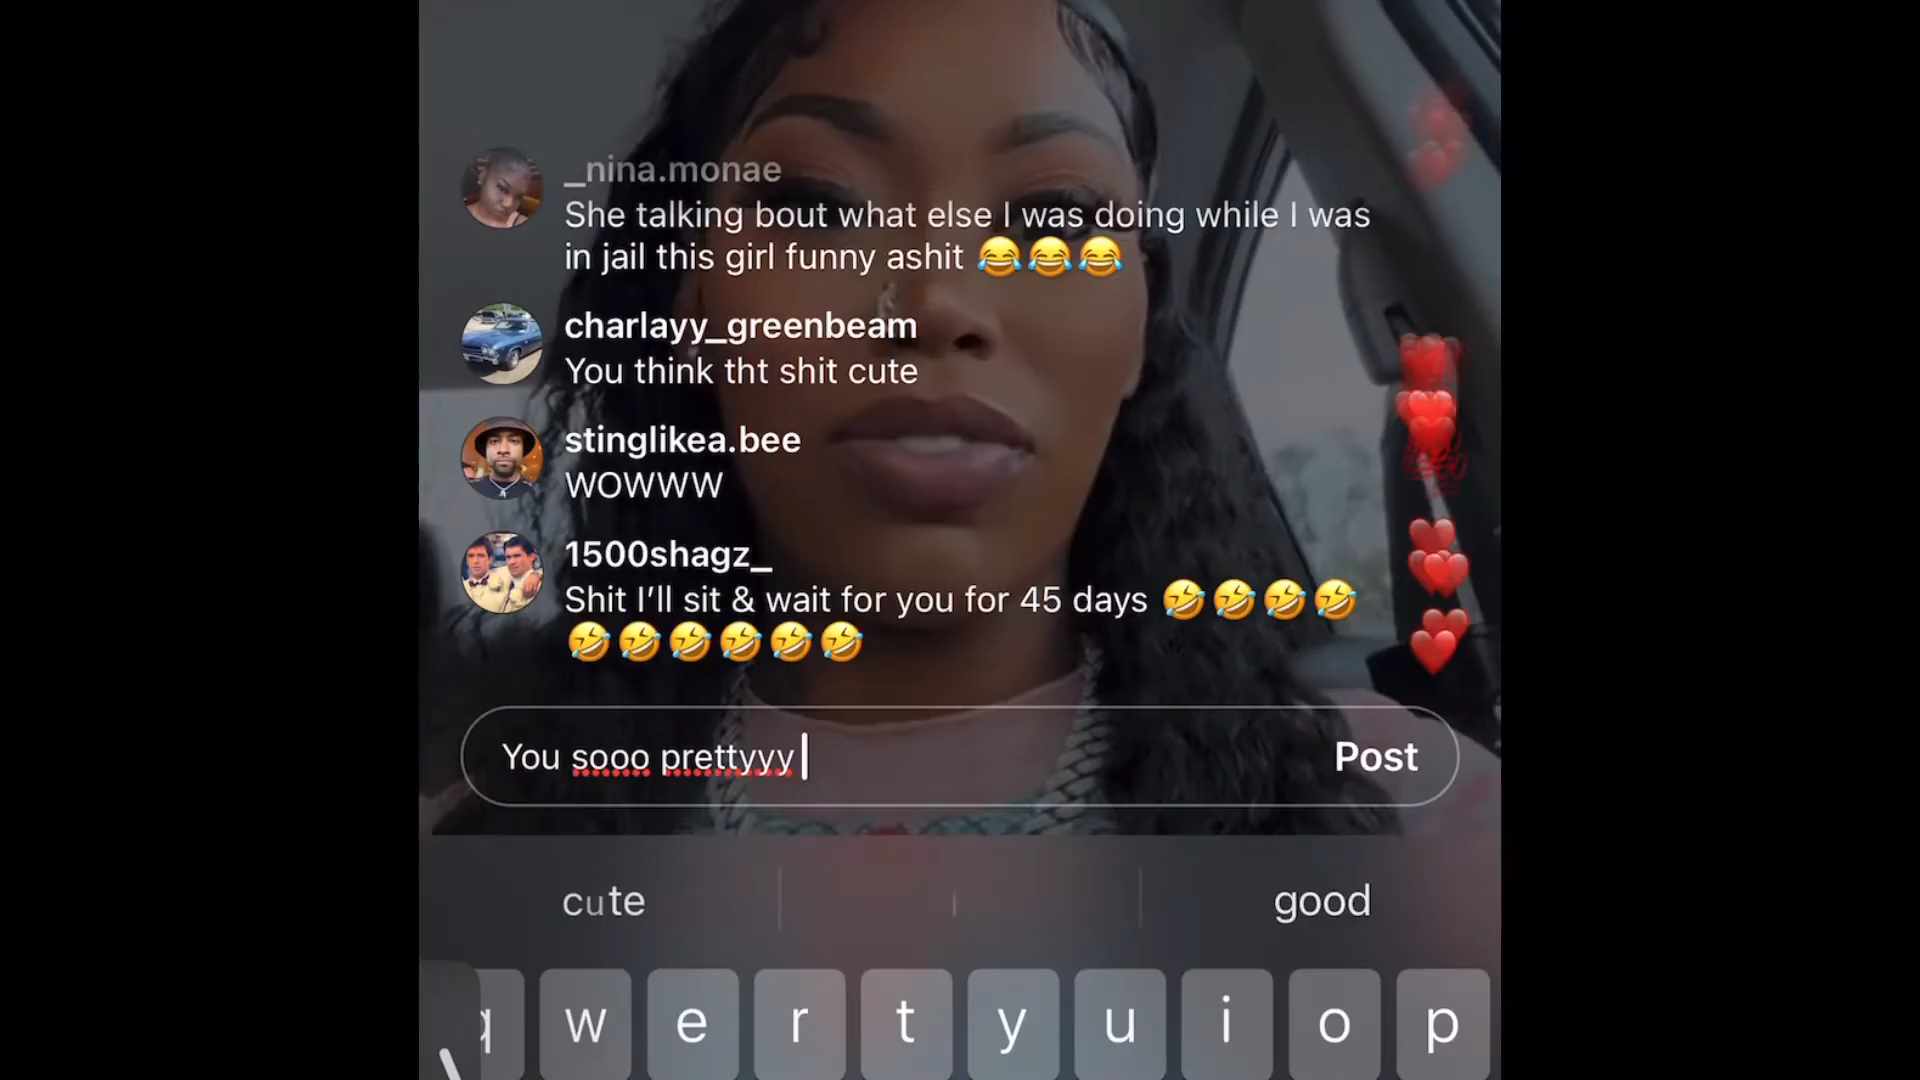 _nina.monae
She talking bout what else I was doing while I was
in jail this girl funny ashit 😂😂😂
charlayy_greenbeam
You think tht shit cute
stinglikea.bee
WOWWW
1500shagz_
Shit I’ll sit & wait for you for 45 days 🤣🤣🤣🤣
🤣🤣🤣🤣🤣🤣
You sooo prettyyy
Post
cute
good
q w e r t y u i o p